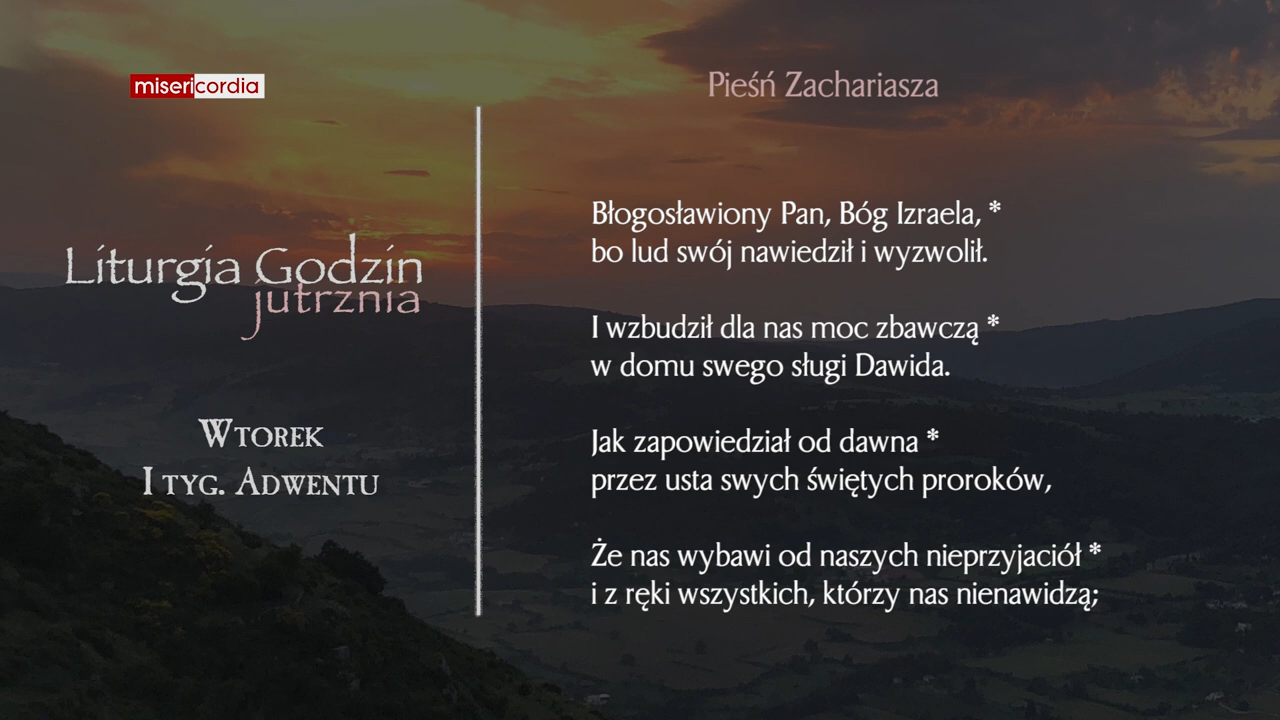 misericordia
Liturgia Godzin
jutrznia
Wtorek
I tyg. Adwentu
Pieśń Zachariasza
Błogosławiony Pan, Bóg Izraela, *
bo lud swój nawiedził i wyzwolił.
I wzbudził dla nas moc zbawczą *
w domu swego sługi Dawida.
Jak zapowiedział od dawna *
przez usta swych świętych proroków,
Że nas wybawi od naszych nieprzyjaciół *
i z ręki wszystkich, którzy nas nienawidzą;